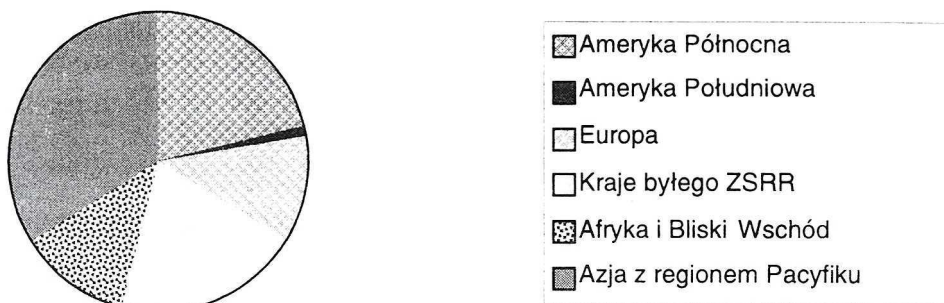 Ameryka Północna
Ameryka Południowa
Europa
Kraje byłego ZSRR
Afryka i Bliski Wschód
Azja z regionem Pacyfiku